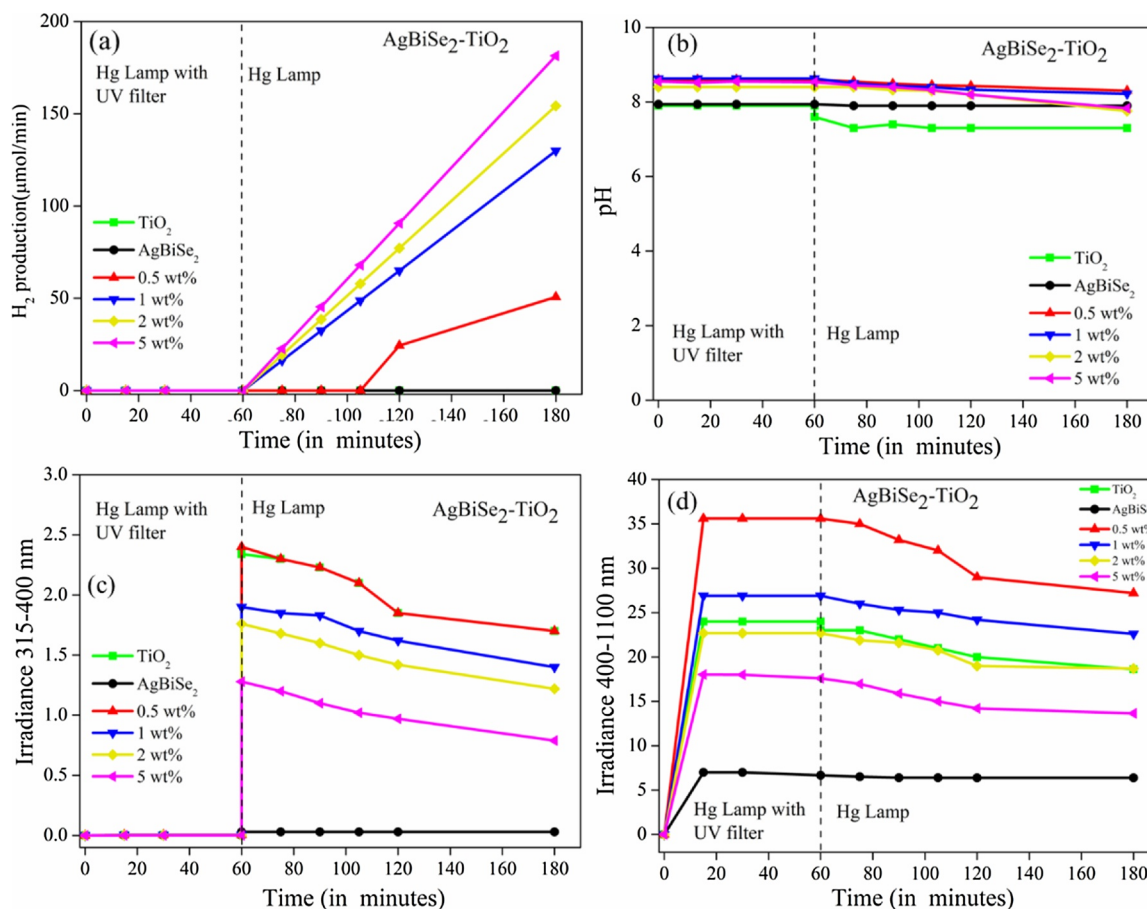 (a)
AgBiSe2-TiO2
Hg Lamp with
UV filter
Hg Lamp
H2 production(μmol/min)
200
150
100
50
0
TiO2
AgBiSe2
0.5 wt%
1 wt%
2 wt%
5 wt%
0 20 40 60 80 100 120 140 160 180
Time (in minutes)
(b)
AgBiSe2-TiO2
pH
10
8
6
4
2
0
TiO2
AgBiSe2
0.5 wt%
1 wt%
2 wt%
5 wt%
Hg Lamp with
UV filter
Hg Lamp
0 20 40 60 80 100 120 140 160 180
Time (in minutes)
Hg Lamp with
UV filter
Hg Lamp
AgBiSe2-TiO2
(c)
Irradiance 315-400 nm
3.0
2.5
2.0
1.5
1.0
0.5
0.0
TiO2
AgBiSe2
0.5 wt%
1 wt%
2 wt%
5 wt%
0 20 40 60 80 100 120 140 160 180
Time (in minutes)
AgBiSe2-TiO2
(d)
Irradiance 400-1100 nm
40
35
30
25
20
15
10
5
0
TiO2
AgBiSe
0.5 wt%
1 wt%
2 wt%
5 wt%
Hg Lamp with
UV filter
Hg Lamp
0 20 40 60 80 100 120 140 160 180
Time (in minutes)